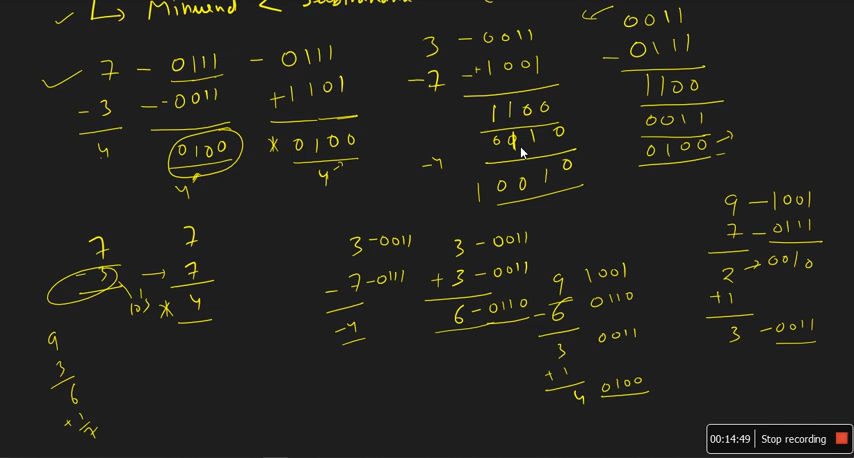 ✓ ↳ Minuend <
7 - 0111 - 0111
- 3 - - 0011 + 1101
4 0100 * 0100
4 4
3 - 0011
- 7 - + 1001
1100
0010
- 4 10010
0011
- 0111
1100
0011
0100
7 7
- 3 → 7
10's * 4
9
3
6
3 - 0011
- 7 - 0111
- 4
3 - 0011
+ 3 - 0011
6 - 0110
9 1001
- 6 0110
3 0011
+ 1
4 0100
9 - 1001
7 - 0111
2 → 0010
+ 1
3 - 0011
00:14:49 Stop recording